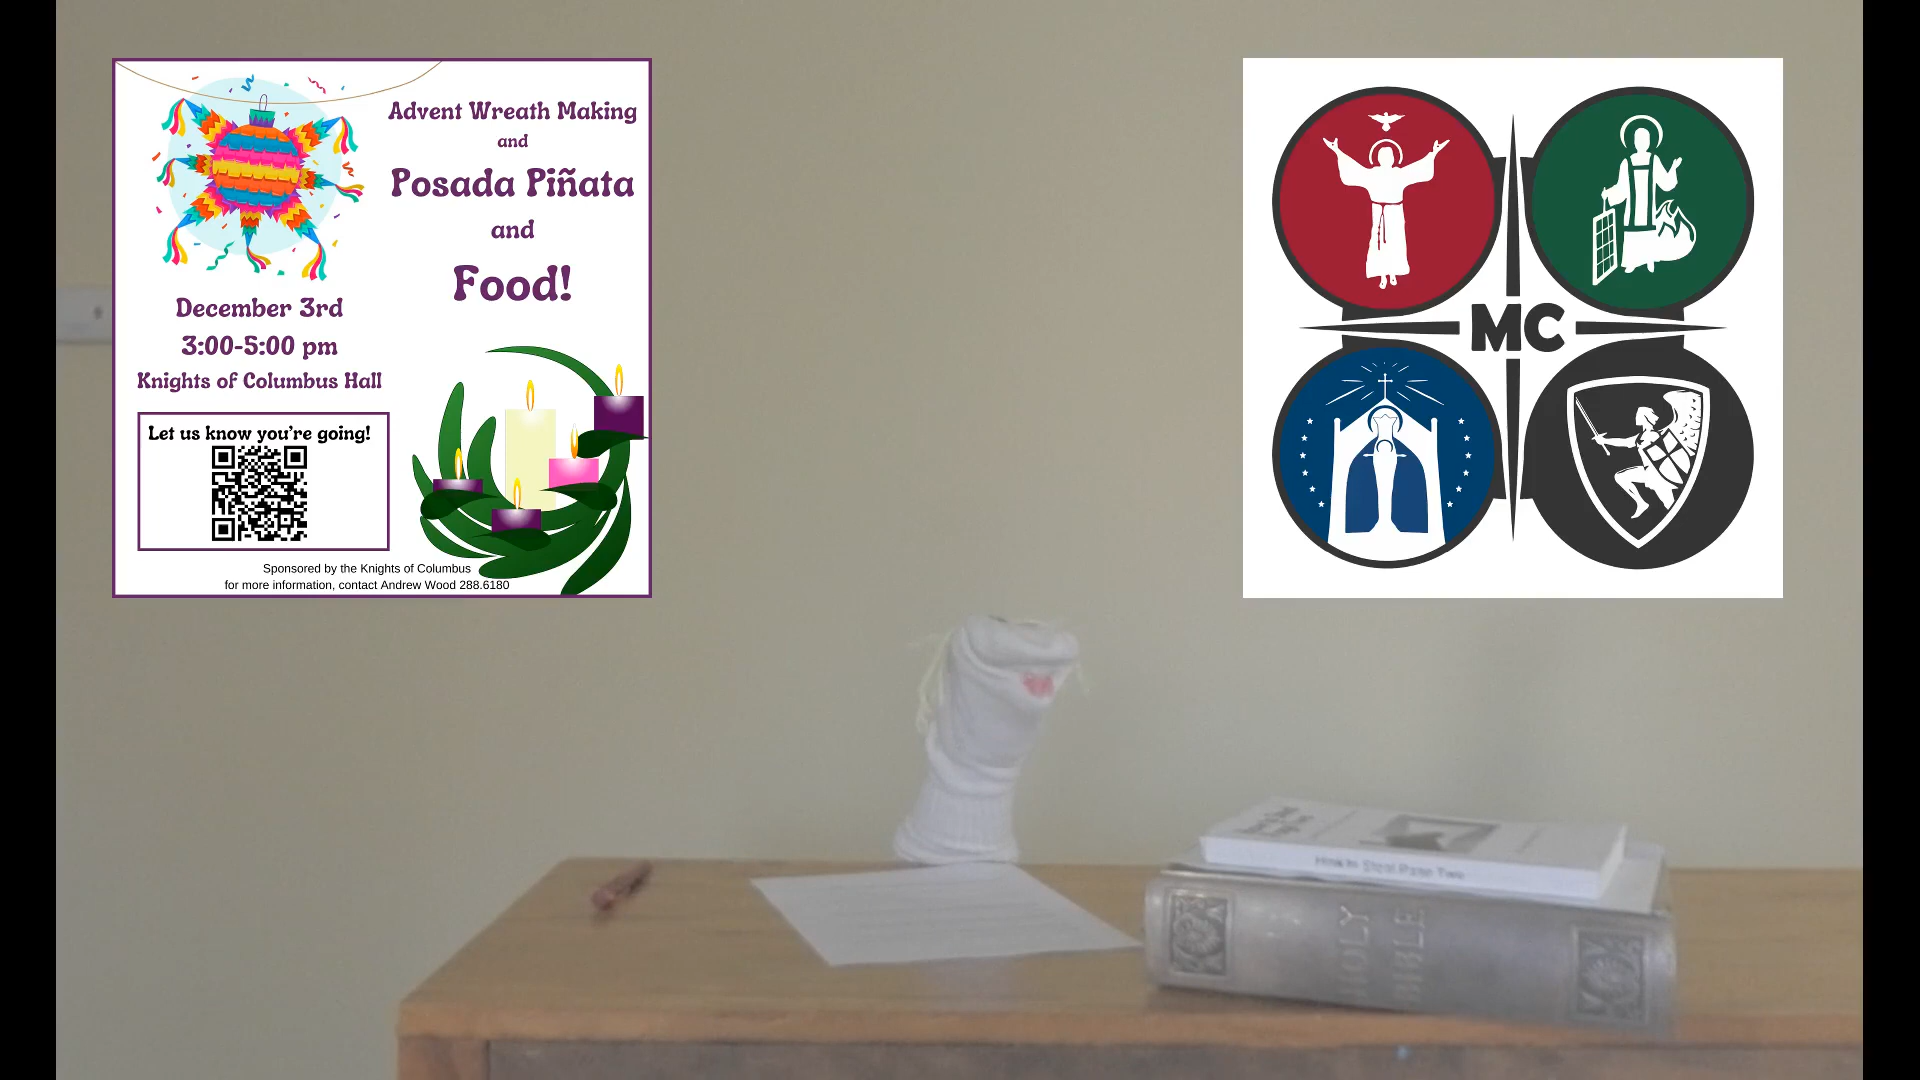 Advent Wreath Making
and
Posada Piñata
and
Food!
December 3rd
3:00-5:00 pm
Knights of Columbus Hall
Let us know you're going!
Sponsored by the Knights of Columbus
for more information, contact Andrew Wood 288.6180
MC
HOLY
BIBLE